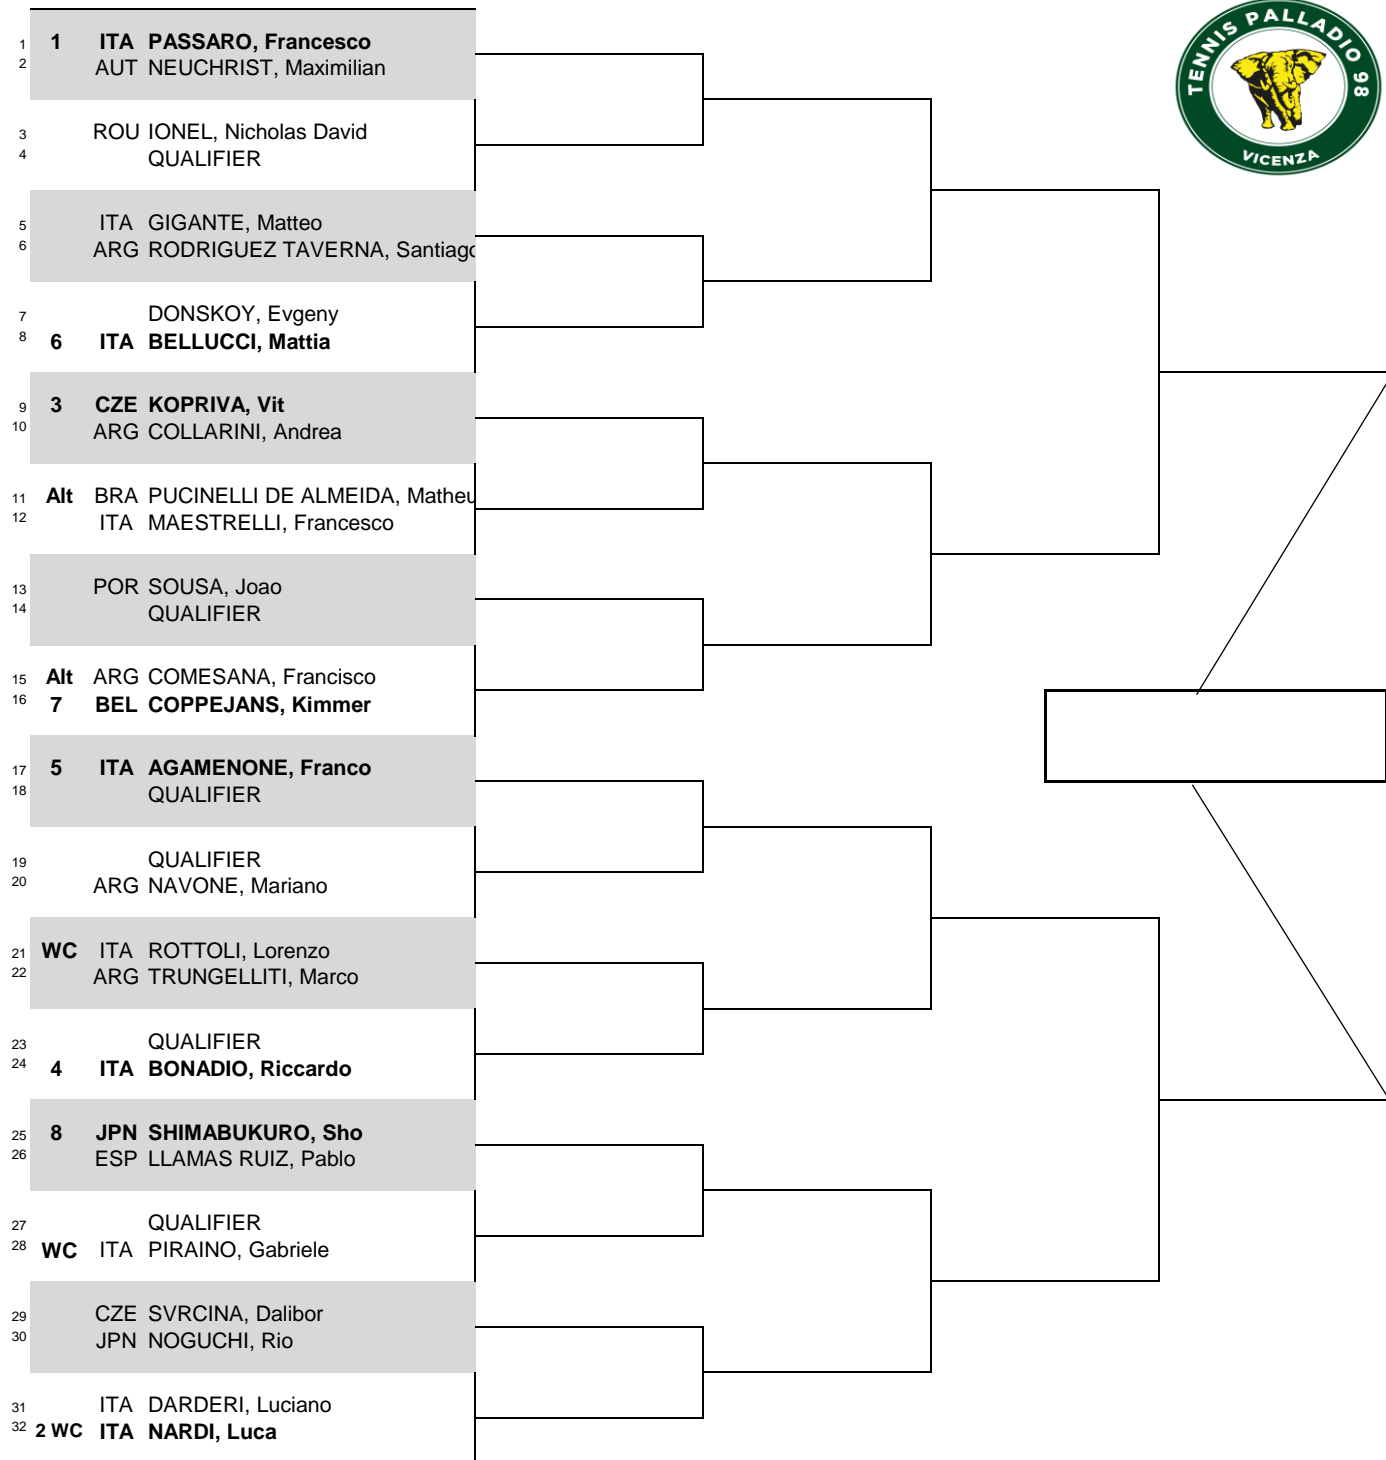 TENNIS PALLADIO 98
VICENZA
1 1 ITA PASSARO, Francesco
2 AUT NEUCHRIST, Maximilian
3 ROU IONEL, Nicholas David
4 QUALIFIER
5 ITA GIGANTE, Matteo
6 ARG RODRIGUEZ TAVERNA, Santiago
7 DONSKOY, Evgeny
8 6 ITA BELLUCCI, Mattia
9 3 CZE KOPRIVA, Vit
10 ARG COLLARINI, Andrea
11 Alt BRA PUCINELLI DE ALMEIDA, Matheu
12 ITA MAESTRELLI, Francesco
13 POR SOUSA, Joao
14 QUALIFIER
15 Alt ARG COMESANA, Francisco
16 7 BEL COPPEJANS, Kimmer
17 5 ITA AGAMENONE, Franco
18 QUALIFIER
19 QUALIFIER
20 ARG NAVONE, Mariano
21 WC ITA ROTTOLI, Lorenzo
22 ARG TRUNGELLITI, Marco
23 QUALIFIER
24 4 ITA BONADIO, Riccardo
25 8 JPN SHIMABUKURO, Sho
26 ESP LLAMAS RUIZ, Pablo
27 QUALIFIER
28 WC ITA PIRAINO, Gabriele
29 CZE SVRCINA, Dalibor
30 JPN NOGUCHI, Rio
31 ITA DARDERI, Luciano
32 2 WC ITA NARDI, Luca